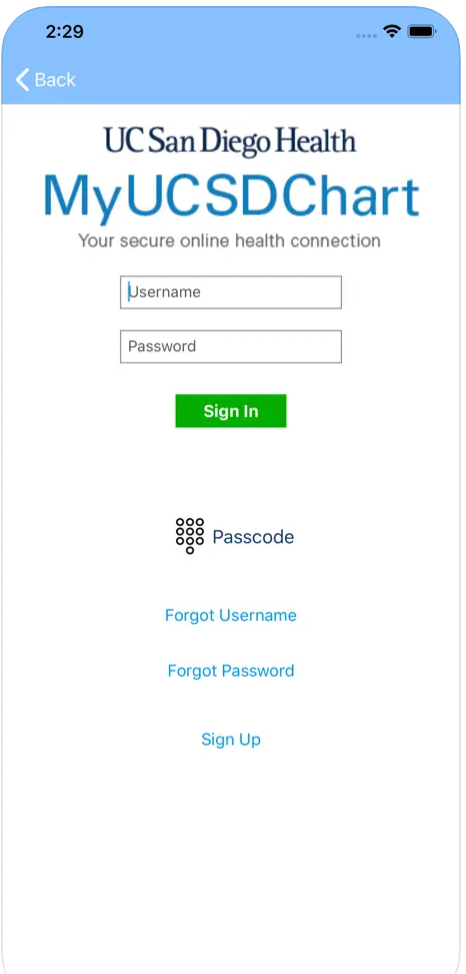 2:29
Back
UC San Diego Health
MyUCSDChart
Your secure online health connection
Username
Password
Sign In
Passcode
Forgot Username
Forgot Password
Sign Up